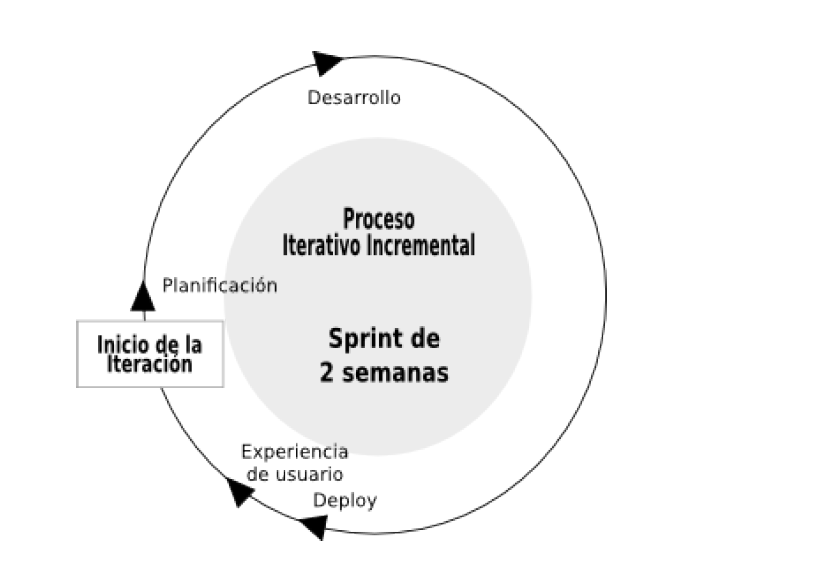 Desarrollo
Proceso
Iterativo Incremental
Planificación
Sprint de
2 semanas
Inicio de la
Iteración
Experiencia
de usuario
Deploy